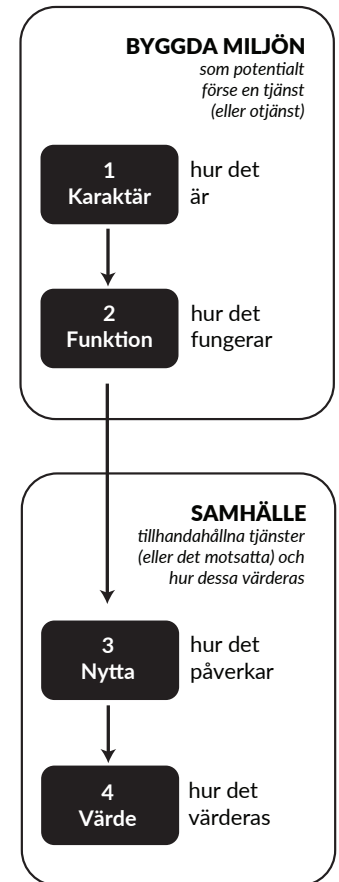 BYGGDA MILJÖN
som potentialt
förse en tjänst
(eller otjänst)
1
Karaktär
hur det
är
2
Funktion
hur det
fungerar
SAMHÄLLE
tillhandahållna tjänster
(eller det motsatta) och
hur dessa värderas
3
Nytta
hur det
påverkar
4
Värde
hur det
värderas